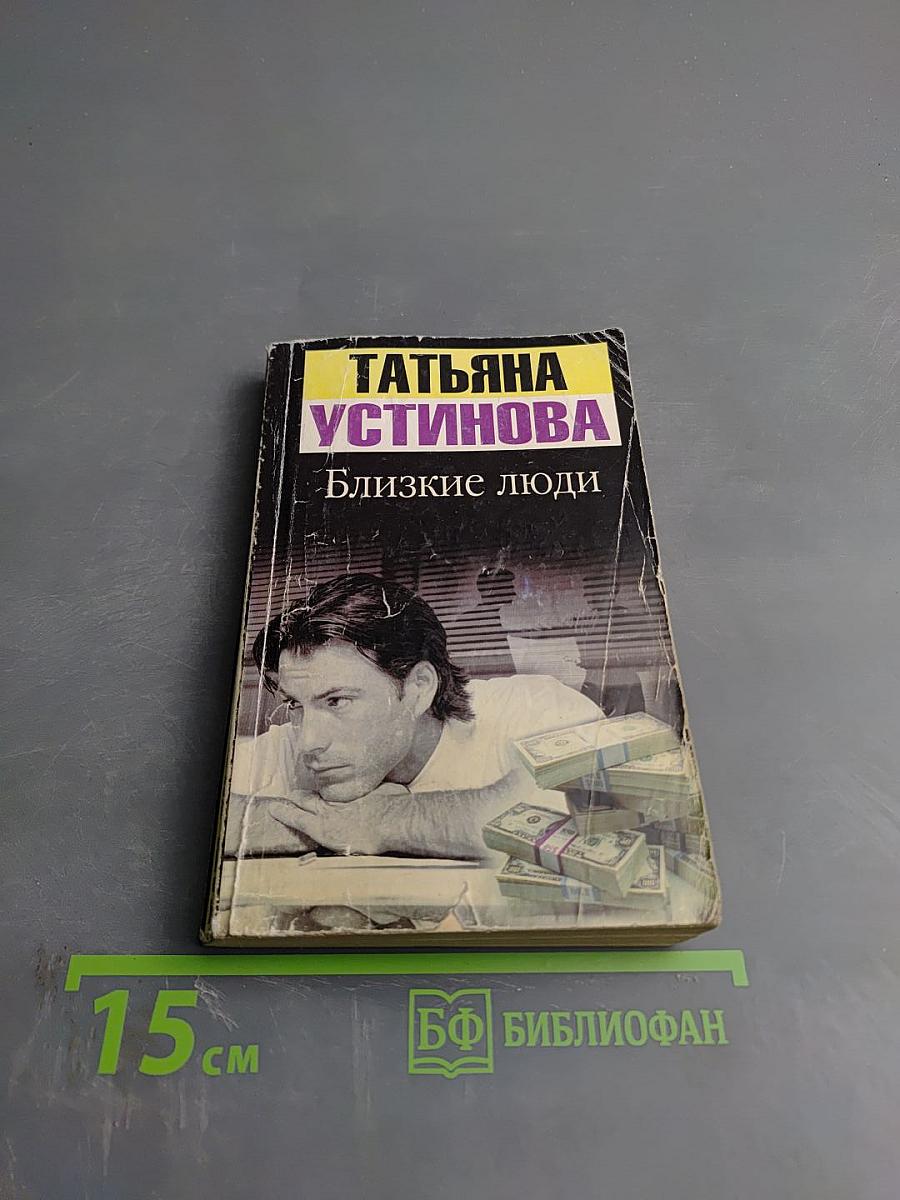 ТАТЬЯНА
УСТИНОВА
Близкие люди
15 см
БФ БИБЛИОФАН